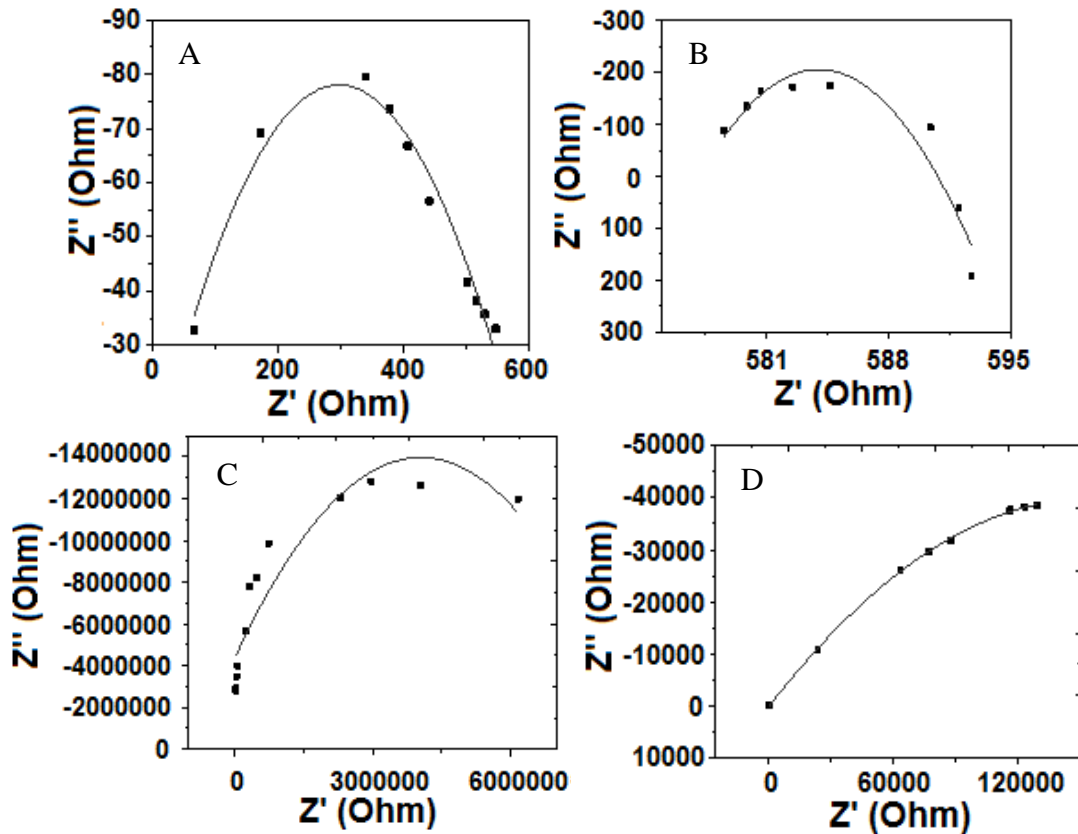 A
-90
-80
-70
-60
-50
-40
-30
0 200 400 600
Z' (Ohm)
Z'' (Ohm)
B
-300
-200
-100
0
100
200
300
581 588 595
Z' (Ohm)
Z'' (Ohm)
C
-14000000
-12000000
-10000000
-8000000
-6000000
-4000000
-2000000
0
0 3000000 6000000
Z' (Ohm)
Z'' (Ohm)
D
-50000
-40000
-30000
-20000
-10000
0
10000
0 60000 120000
Z' (Ohm)
Z'' (Ohm)